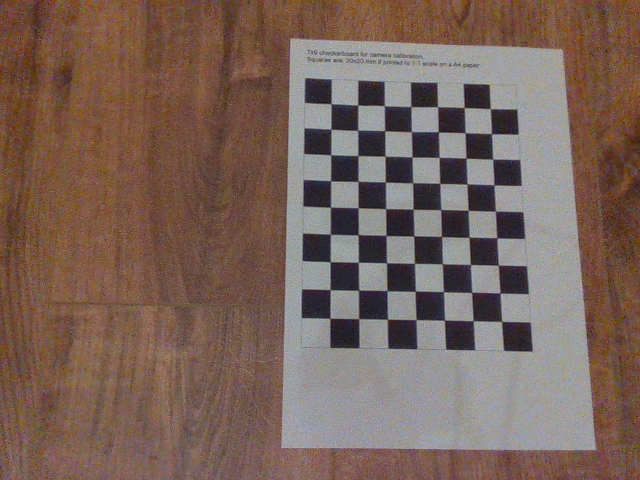 7x9 checkerboard for camera calibration.
Squares are, 20x20 mm if printed to 1:1 scale on a A4 paper